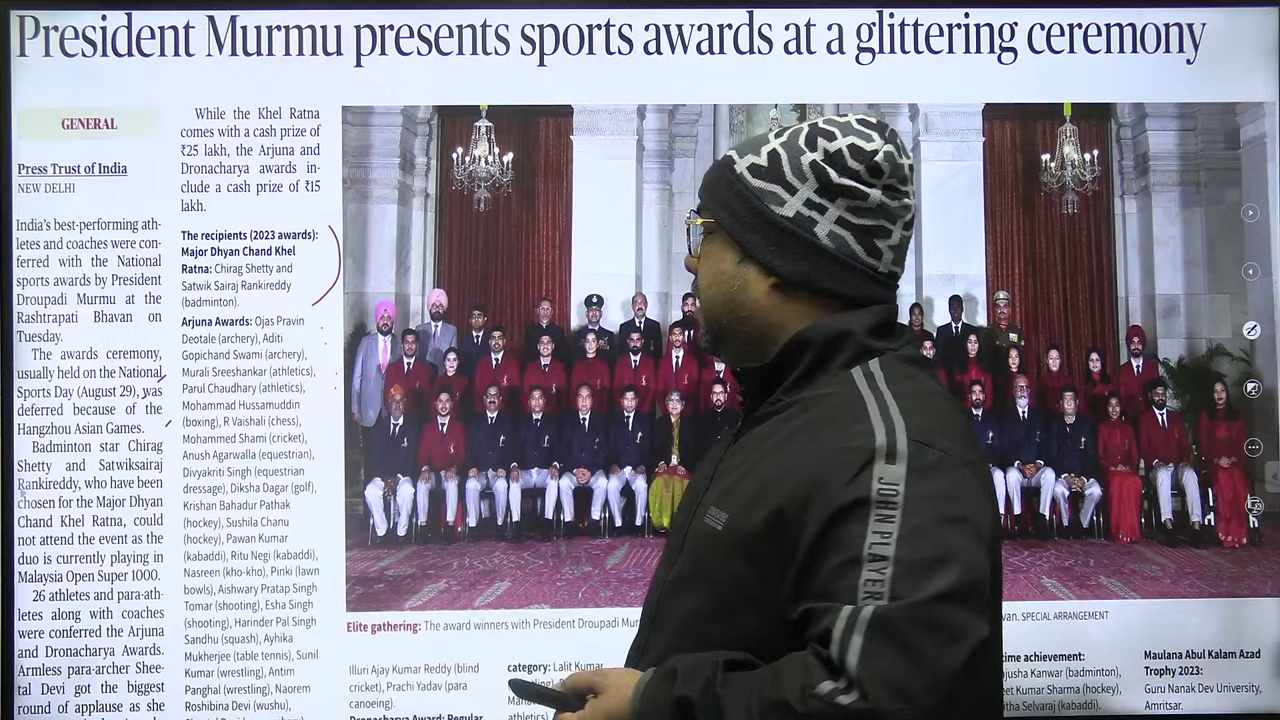 President Murmu presents sports awards at a glittering ceremony
GENERAL
Press Trust of India
NEW DELHI
India's best-performing ath-
letes and coaches were con-
ferred with the National
sports awards by President
Droupadi Murmu at the
Rashtrapati Bhavan on
Tuesday.
The awards ceremony,
usually held on the National
Sports Day (August 29), was
deferred because of the
Hangzhou Asian Games.
Badminton star Chirag
Shetty and Satwiksairaj
Rankireddy, who have been
chosen for the Major Dhyan
Chand Khel Ratna, could
not attend the event as the
duo is currently playing in
Malaysia Open Super 1000.
26 athletes and para-ath-
letes along with coaches
were conferred the Arjuna
and Dronacharya Awards.
Armless para-archer Shee-
tal Devi got the biggest
round of applause as she
While the Khel Ratna
comes with a cash prize of
₹25 lakh, the Arjuna and
Dronacharya awards in-
clude a cash prize of ₹15
lakh.
The recipients (2023 awards):
Major Dhyan Chand Khel
Ratna: Chirag Shetty and
Satwik Sairaj Rankireddy
(badminton).
Arjuna Awards: Ojas Pravin
Deotale (archery), Aditi
Gopichand Swami (archery),
Murali Sreeshankar (athletics),
Parul Chaudhary (athletics),
Mohammad Hussamuddin
(boxing), R Vaishali (chess),
Mohammed Shami (cricket),
Anush Agarwalla (equestrian),
Divyakriti Singh (equestrian
dressage), Diksha Dagar (golf),
Krishan Bahadur Pathak
(hockey), Sushila Chanu
(hockey), Pawan Kumar
(kabaddi), Ritu Negi (kabaddi),
Nasreen (kho-kho), Pinki (lawn
bowls), Aishwary Pratap Singh
Tomar (shooting), Esha Singh
(shooting), Harinder Pal Singh
Sandhu (squash), Ayhika
Mukherjee (table tennis), Sunil
Kumar (wrestling), Antim
Panghal (wrestling), Naorem
Roshibina Devi (wushu),
Elite gathering: The award winners with President Droupadi
SPECIAL ARRANGEMENT
Illuri Ajay Kumar Reddy (blind
cricket), Prachi Yadav (para
canoeing).
Dronacharya Award: Regular
category: Lalit Kumar
athletics)
JOHN PLAYER
time achievement:
Kanwar (badminton),
Kumar Sharma (hockey),
Selvaraj (kabaddi).
Maulana Abul Kalam Azad
Trophy 2023:
Guru Nanak Dev University,
Amritsar.